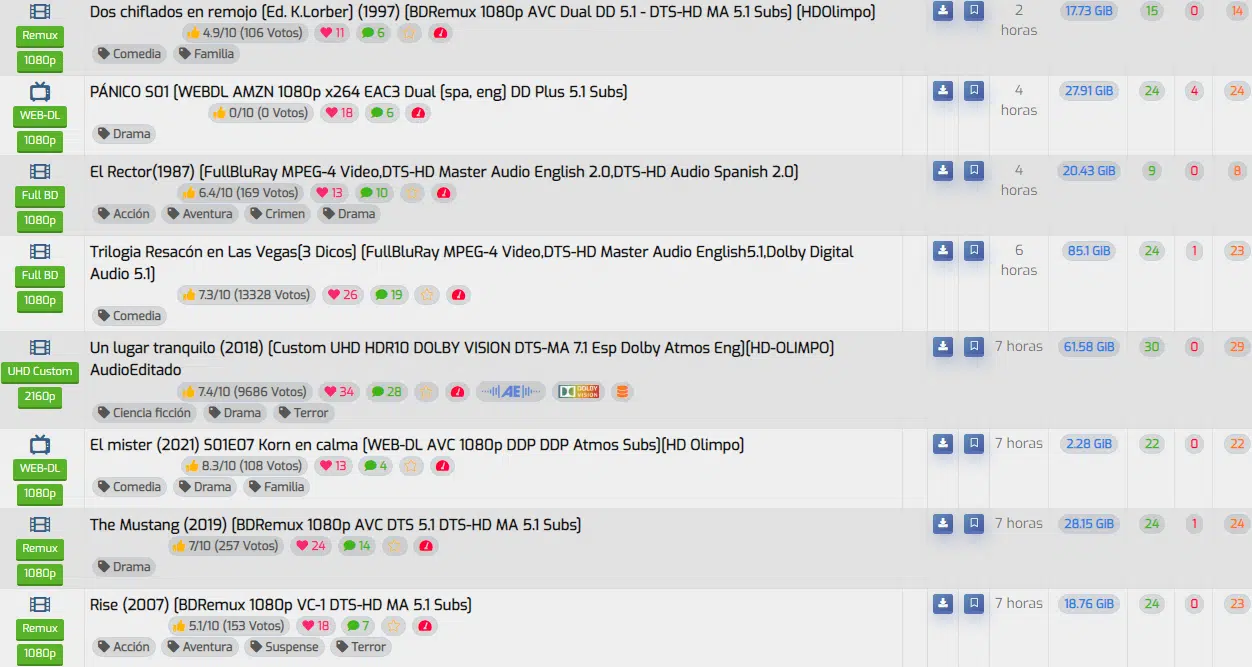 Dos chiflados en remojo [Ed. K.Lorber] (1997) [BDRemux 1080p AVC Dual DD 5.1 - DTS-HD MA 5.1 Subs] [HDOlimpo] 2 17.73 GiB 15 0 14
Remux 4.9/10 (106 Votos) 11 6 horas
1080p Comedia Familia
PÁNICO S01 [WEBDL AMZN 1080p x264 EAC3 Dual [spa, eng] DD Plus 5.1 Subs] 4 27.91 GiB 24 4 24
WEB-DL 0/10 (0 Votos) 18 6 horas
1080p Drama
El Rector(1987) [FullBluRay MPEG-4 Video,DTS-HD Master Audio English 2.0,DTS-HD Audio Spanish 2.0] 4 20.43 GiB 9 0 8
Full BD 6.4/10 (169 Votos) 13 10 horas
1080p Acción Aventura Crimen Drama
Trilogia Resacón en Las Vegas[3 Dicos] [FullBluRay MPEG-4 Video,DTS-HD Master Audio English5.1,Dolby Digital 6 85.1 GiB 24 1 23
Full BD Audio 5.1] horas
1080p 7.3/10 (13328 Votos) 26 19
Comedia
Un lugar tranquilo (2018) [Custom UHD HDR10 DOLBY VISION DTS-MA 7.1 Esp Dolby Atmos Eng][HD-OLIMPO] 7 horas 61.58 GiB 30 0 29
UHD Custom AudioEditado
2160p 7.4/10 (9686 Votos) 34 28 AE DOLBY VISION
Ciencia ficción Drama Terror
El mister (2021) S01E07 Korn en calma [WEB-DL AVC 1080p DDP DDP Atmos Subs][HD Olimpo] 7 horas 2.28 GiB 22 0 22
WEB-DL 8.3/10 (108 Votos) 13 4
1080p Comedia Drama Familia
The Mustang (2019) [BDRemux 1080p AVC DTS 5.1 DTS-HD MA 5.1 Subs] 7 horas 28.15 GiB 24 1 24
Remux 7/10 (257 Votos) 24 14
1080p Drama
Rise (2007) [BDRemux 1080p VC-1 DTS-HD MA 5.1 Subs] 7 horas 18.76 GiB 24 0 23
Remux 5.1/10 (153 Votos) 18 7
1080p Acción Aventura Suspense Terror